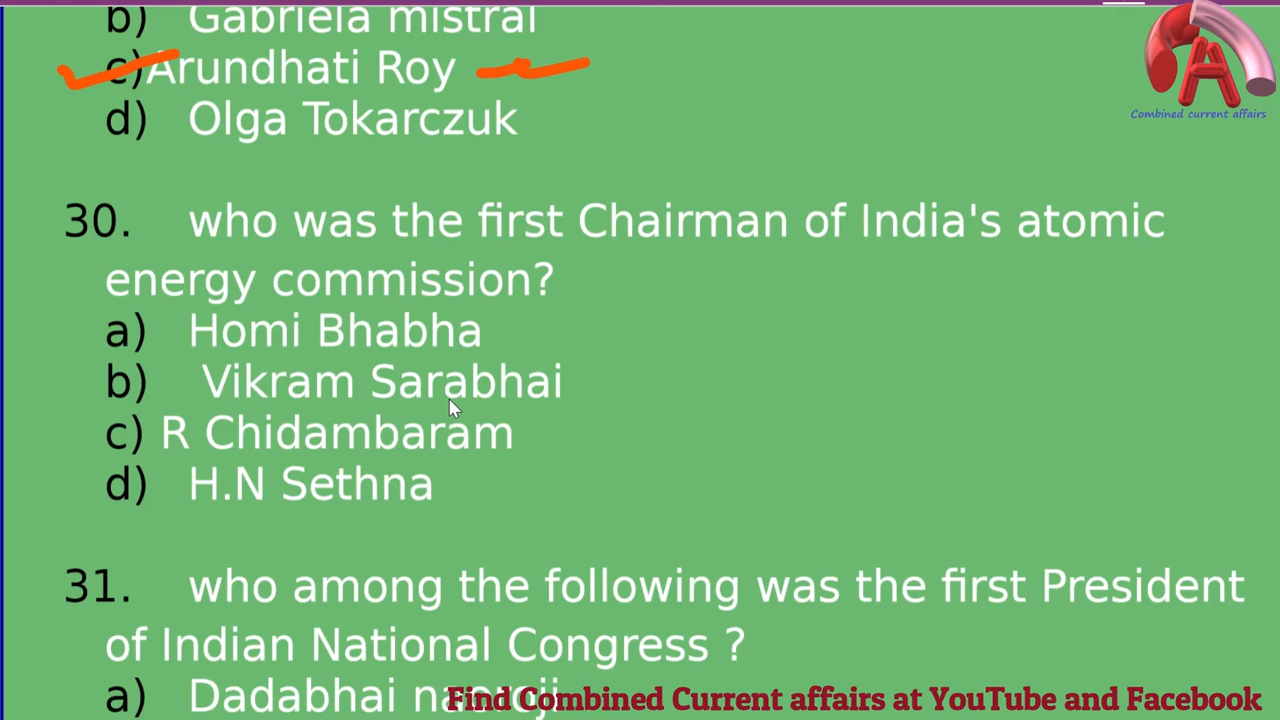 b) Gabriela mistral
c)Arundhati Roy
d) Olga Tokarczuk
Combined current affairs
30. who was the first Chairman of India's atomic
energy commission?
a) Homi Bhabha
b) Vikram Sarabhai
c) R Chidambaram
d) H.N Sethna
31. who among the following was the first President
of Indian National Congress ?
a) Dadabhai naoroji
Find Combined Current affairs at YouTube and Facebook